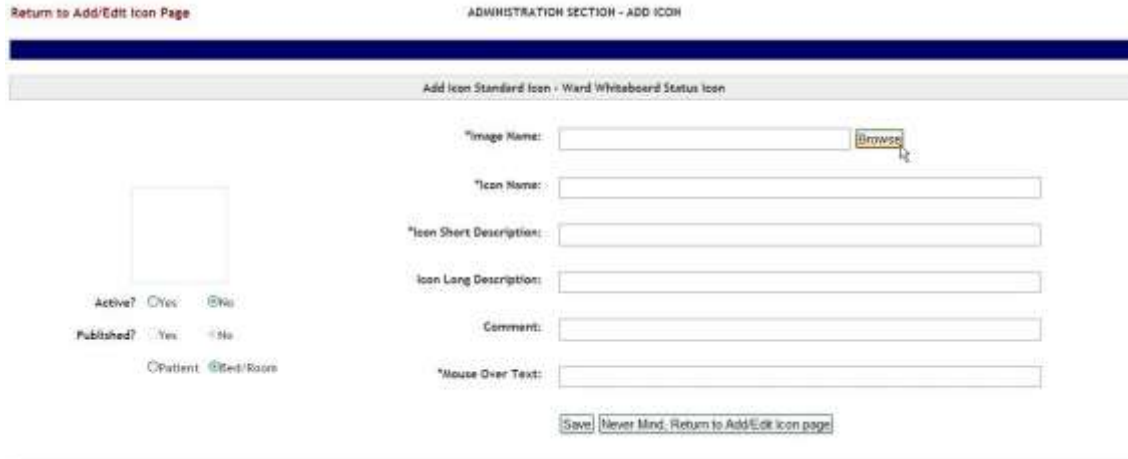 Return to Add/Edit Icon Page
ADMINISTRATION SECTION - ADD ICON
Add Icon Standard Icon - Ward Whiteboard Status Icon
*Image Name:
Browse
*Icon Name:
*Icon Short Description:
Icon Long Description:
Active? Yes No
Comment:
Published? Yes No
Patient Bed/Room
*Mouse Over Text:
Save Never Mind, Return to Add/Edit Icon page